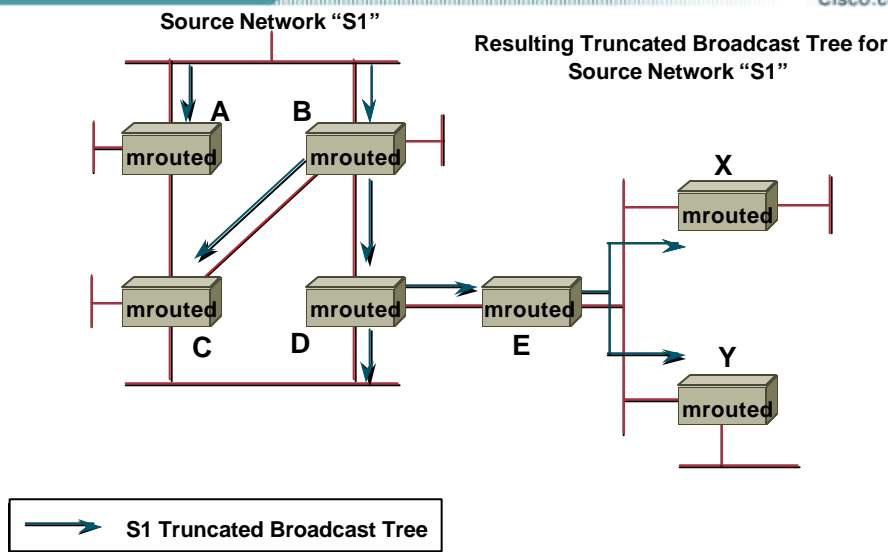 Source Network “S1”
Resulting Truncated Broadcast Tree for
Source Network “S1”
A
B
mrouted
mrouted
X
mrouted
mrouted
mrouted
mrouted
C
D
E
Y
mrouted
S1 Truncated Broadcast Tree